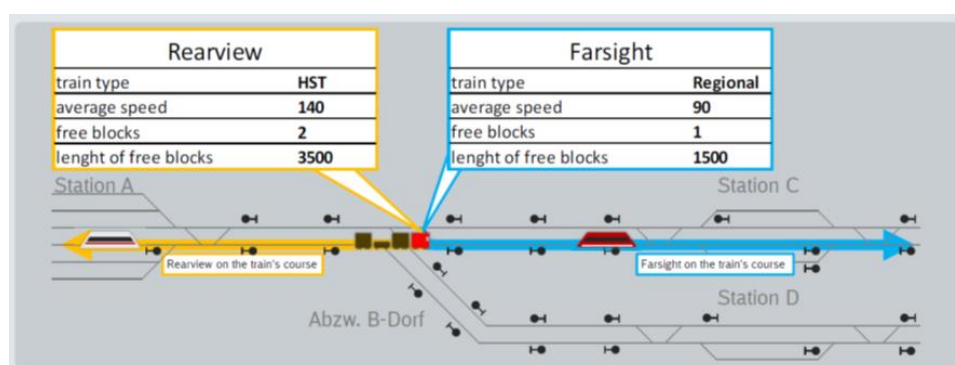 Rearview
train type HST
average speed 140
free blocks 2
lenght of free blocks 3500
Farsight
train type Regional
average speed 90
free blocks 1
lenght of free blocks 1500
Station A
Station C
Rearview on the train's course
Farsight on the train's course
Abzw. B-Dorf
Station D